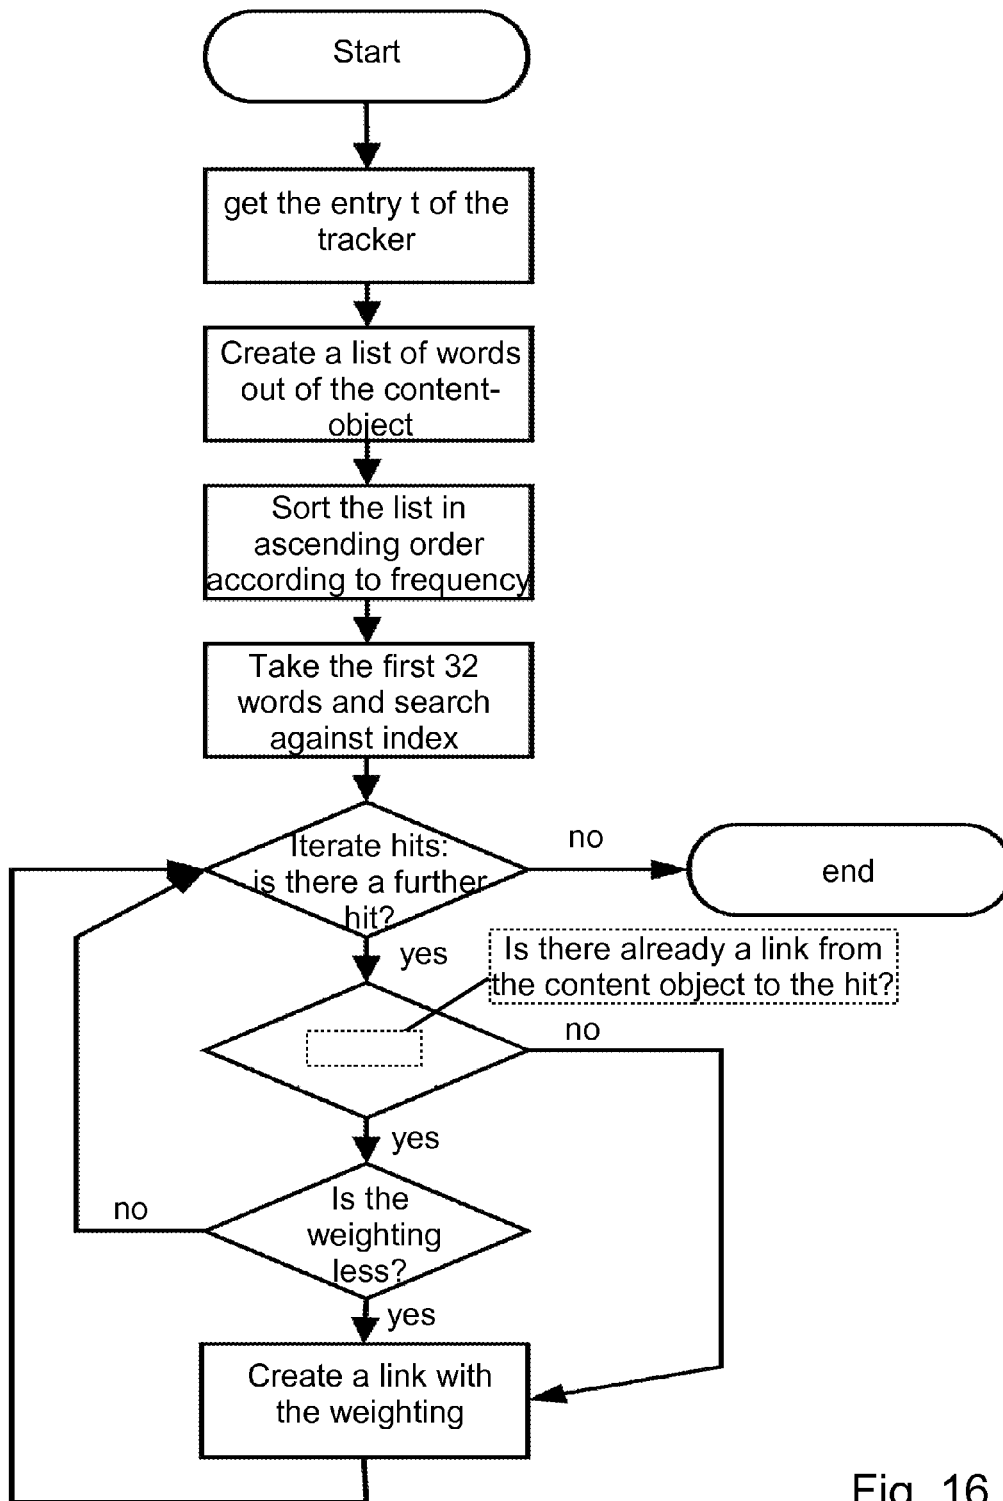 Start
get the entry t of the
tracker
Create a list of words
out of the content-
object
Sort the list in
ascending order
according to frequency
Take the first 32
words and search
against index
Iterate hits:
is there a further
hit?
no
end
yes
Is there already a link from
the content object to the hit?
no
yes
Is the
weighting
less?
no
yes
Create a link with
the weighting
Fig. 16